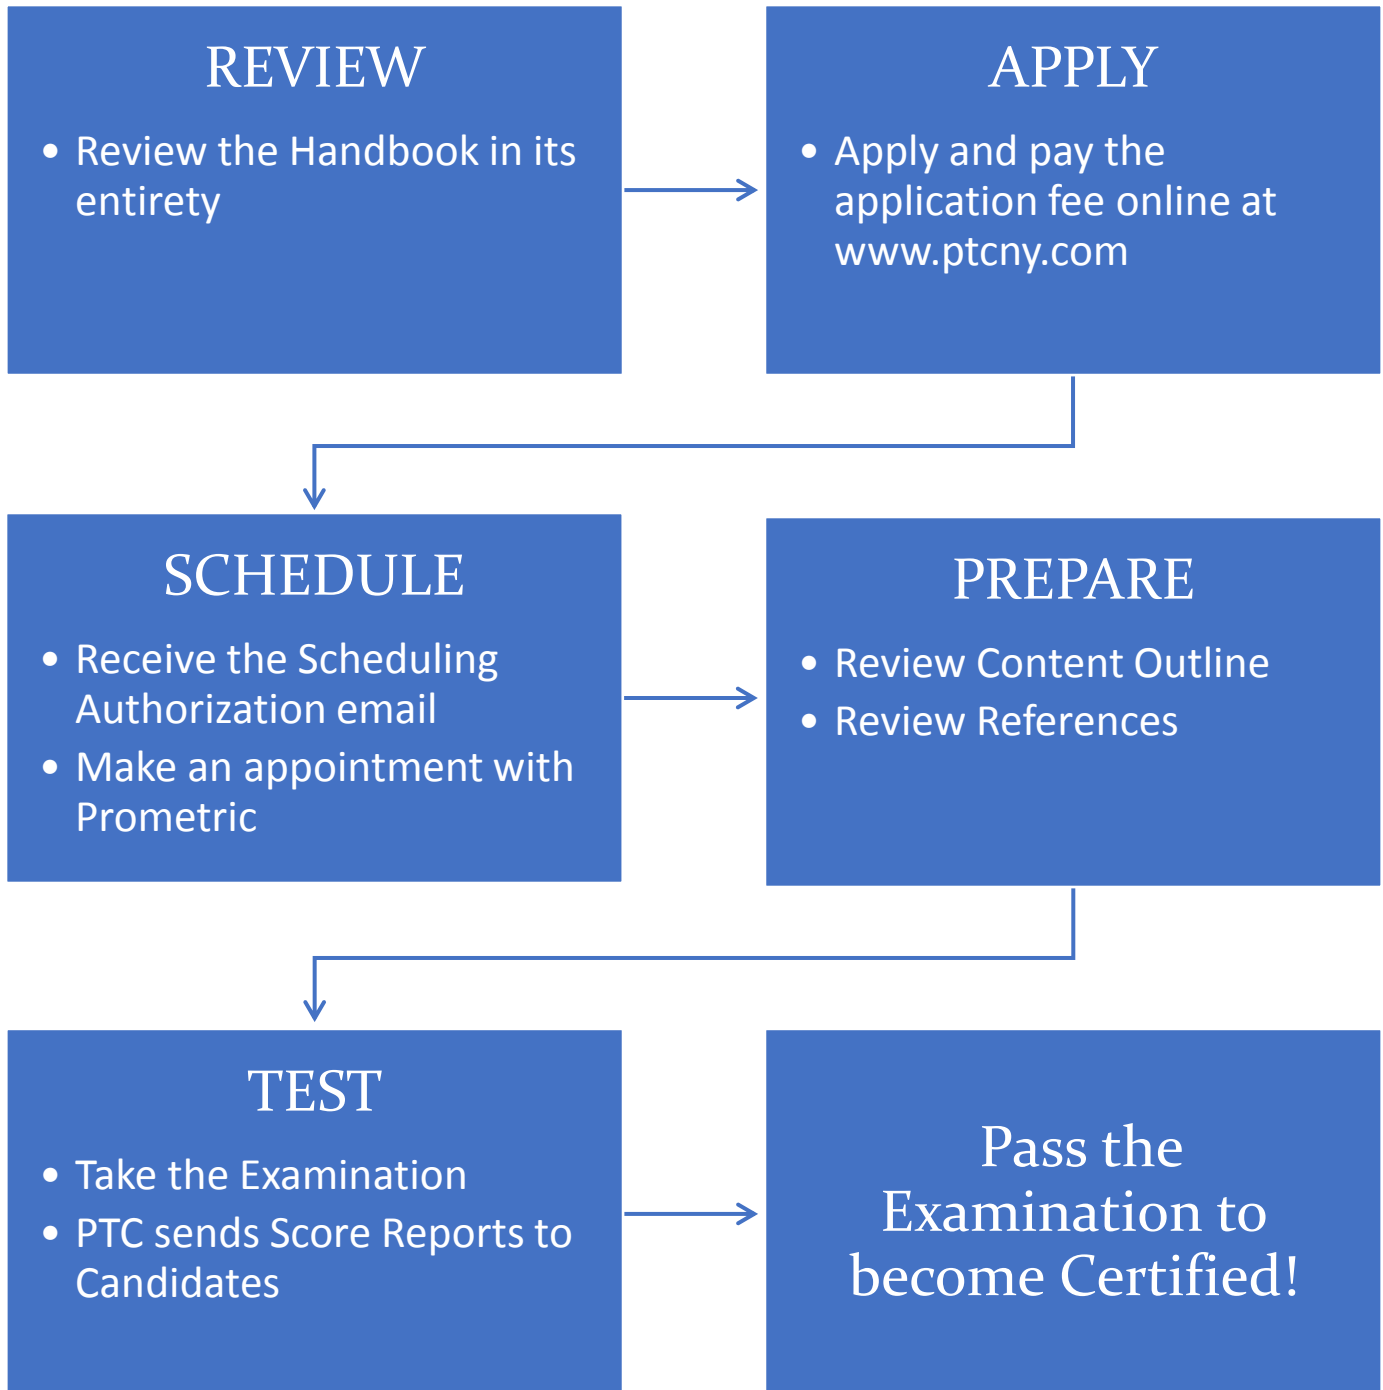 REVIEW
• Review the Handbook in its
entirety
APPLY
• Apply and pay the
application fee online at
www.ptcny.com
SCHEDULE
• Receive the Scheduling
Authorization email
• Make an appointment with
Prometric
PREPARE
• Review Content Outline
• Review References
TEST
• Take the Examination
• PTC sends Score Reports to
Candidates
Pass the
Examination to
become Certified!